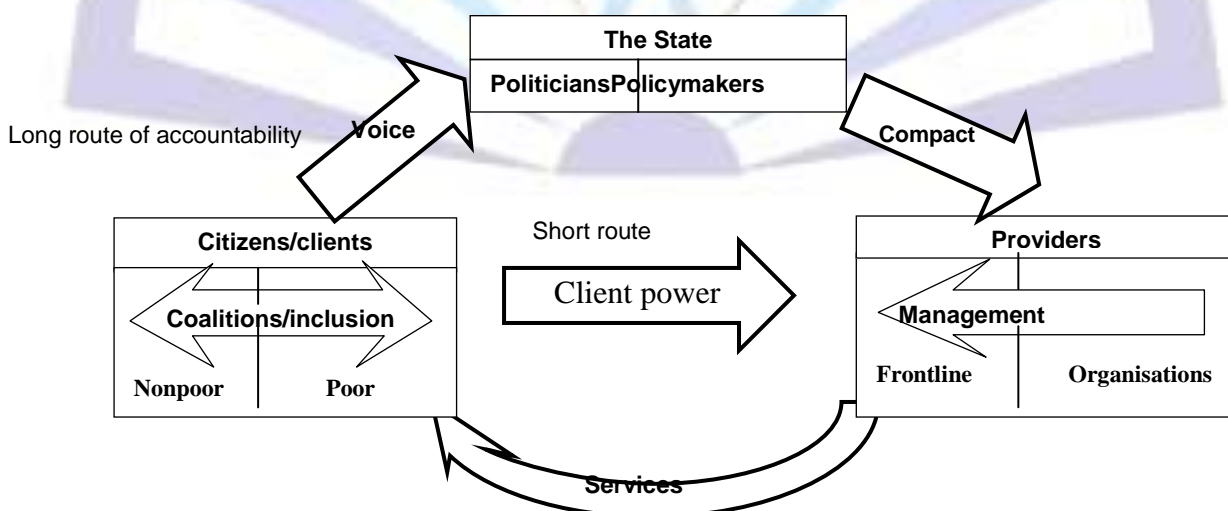 The State
PoliticiansPolicymakers
Long route of accountability
Voice
Compact
Citizens/clients
Short route
Providers
Client power
Coalitions/inclusion
Management
Nonpoor Poor
Frontline Organisations
Services